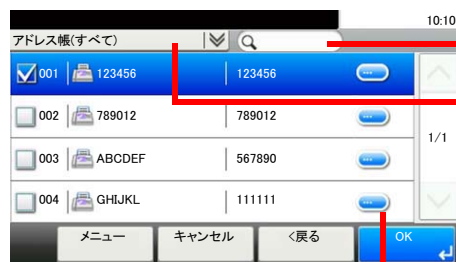 10:10
アドレス帳(すべて)
001 123456 123456
002 789012 789012
003 ABCDEF 567890
1/1
004 GHIJKL 111111
メニュー キャンセル <戻る OK